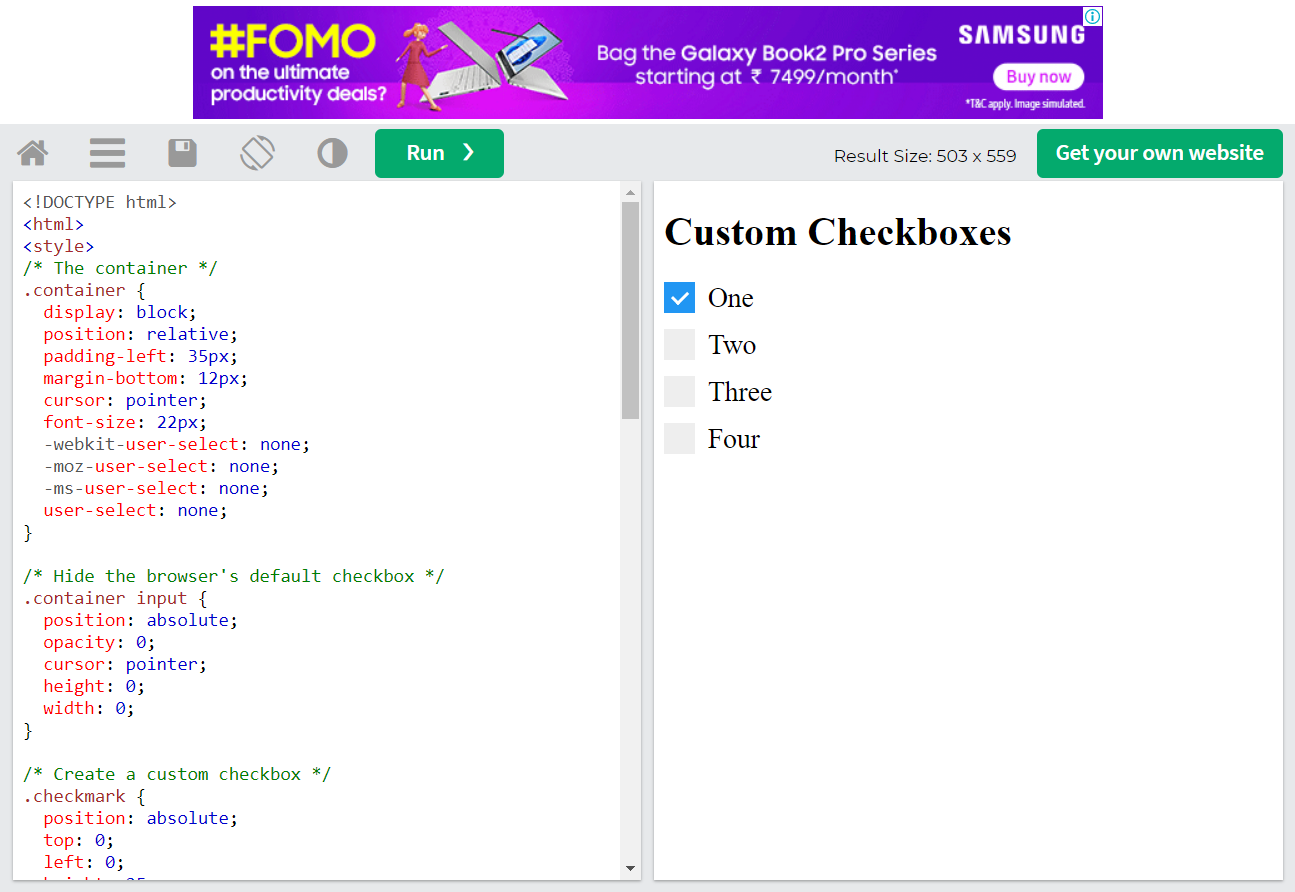 #FOMO
on the ultimate
productivity deals?
Bag the Galaxy Book2 Pro Series
starting at ₹ 7499/month*
SAMSUNG
Buy now
*T&C apply. Image simulated.
Run ❯
Result Size: 503 x 559
Get your own website
<!DOCTYPE html>
<html>
<style>
/* The container */
.container {
  display: block;
  position: relative;
  padding-left: 35px;
  margin-bottom: 12px;
  cursor: pointer;
  font-size: 22px;
  -webkit-user-select: none;
  -moz-user-select: none;
  -ms-user-select: none;
  user-select: none;
}
/* Hide the browser's default checkbox */
.container input {
  position: absolute;
  opacity: 0;
  cursor: pointer;
  height: 0;
  width: 0;
}
/* Create a custom checkbox */
.checkmark {
  position: absolute;
  top: 0;
  left: 0;
Custom Checkboxes
One
Two
Three
Four